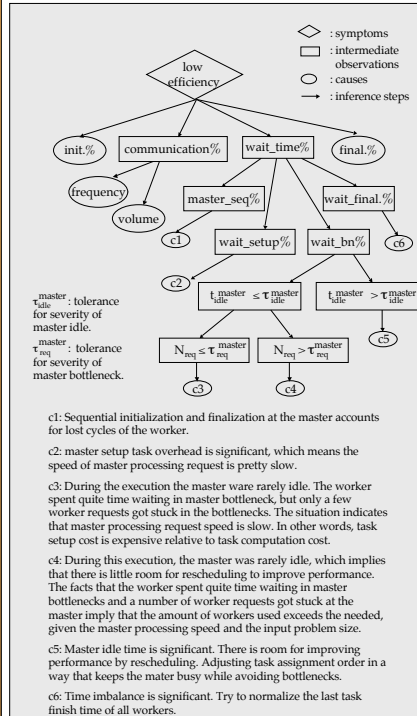 : symptoms
: intermediate
observations
: causes
: inference steps
low
efficiency
init.%
communication%
wait_time%
final.%
frequency
volume
master_seq%
wait_final.%
c1
wait_setup%
wait_bn%
c6
c2
t_idle^master ≤ τ_idle^master
t_idle^master > τ_idle^master
τ_idle^master : tolerance
for severity
of
master idle.
τ_req^master : tolerance
for severity of
master bottleneck.
c5
N_req ≤ τ_req^master
N_req > τ_req^master
c3
c4
c1: Sequential initialization and finalization at the master accounts
for lost cycles of the worker.
c2: master setup task overhead is significant, which means the
speed of master processing request is pretty slow.
c3: During the execution the master ware rarely idle. The worker
spent quite time waiting in master bottleneck, but only a few
worker requests got stuck in the bottlenecks. The situation indicates
that master processing request speed is slow. In other words, task
setup cost is expensive relative to task computation cost.
c4: During this execution, the master was rarely idle, which implies
that there is little room for rescheduling to improve performance.
The facts that the worker spent quite time waiting in master
bottlenecks and a number of worker requests got stuck at the
master imply that the amount of workers used exceeds the needed,
given the master processing speed and the input problem size.
c5: Master idle time is significant. There is room for improving
performance by rescheduling. Adjusting task assignment order in a
way that keeps the mater busy while avoiding bottlenecks.
c6: Time imbalance is significant. Try to normalize the last task
finish time of all workers.